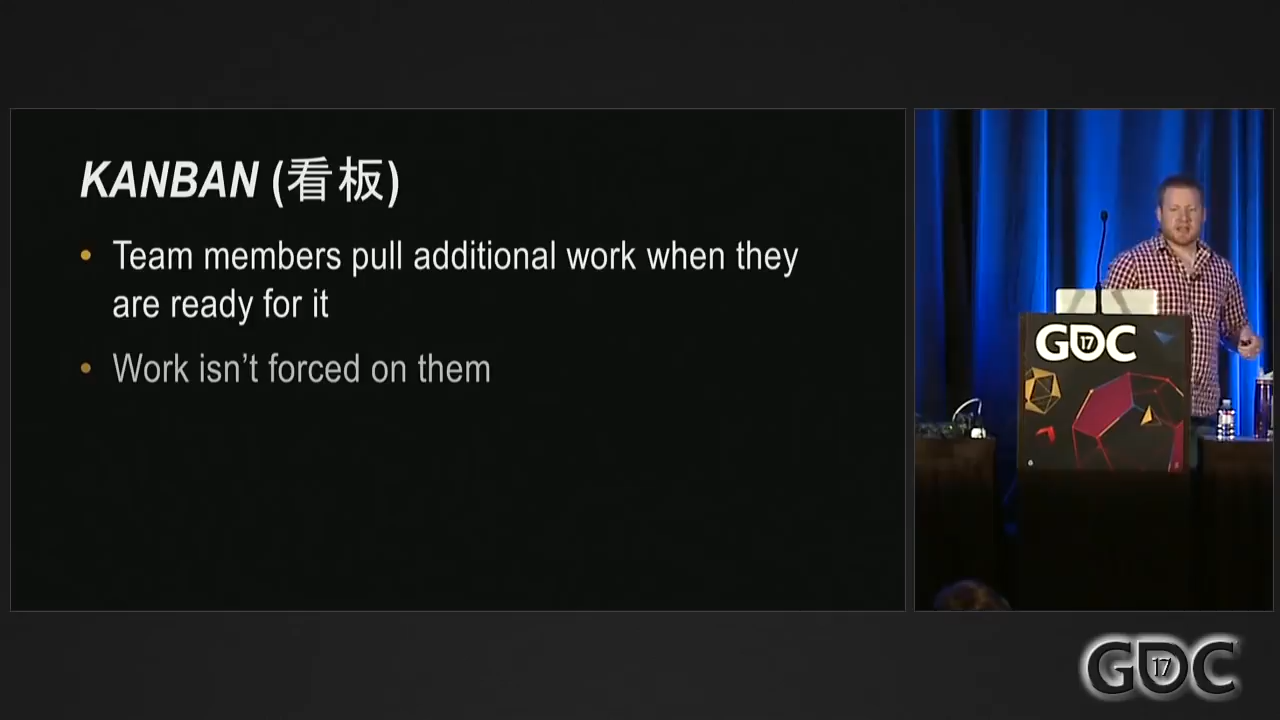 KANBAN (看板)
• Team members pull additional work when they
are ready for it
• Work isn't forced on them
GDC 17
GDC 17